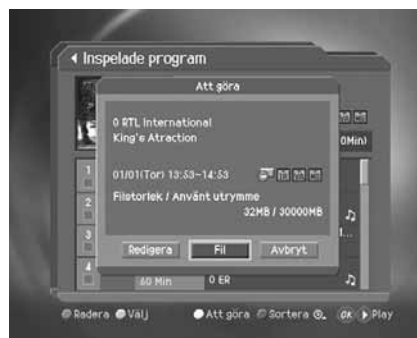 Inspelade program
Att göra
0 RTL International
King's Atraction
0Min)
01/01(Tor) 13:53~14:53
1
Filstorlek / Använt utrymme
2
32MB / 30000MB
3
M...
Redigera Fil Avbryt
4
60 Min 0 ER
Radera Välj Att göra Sortera OK Play